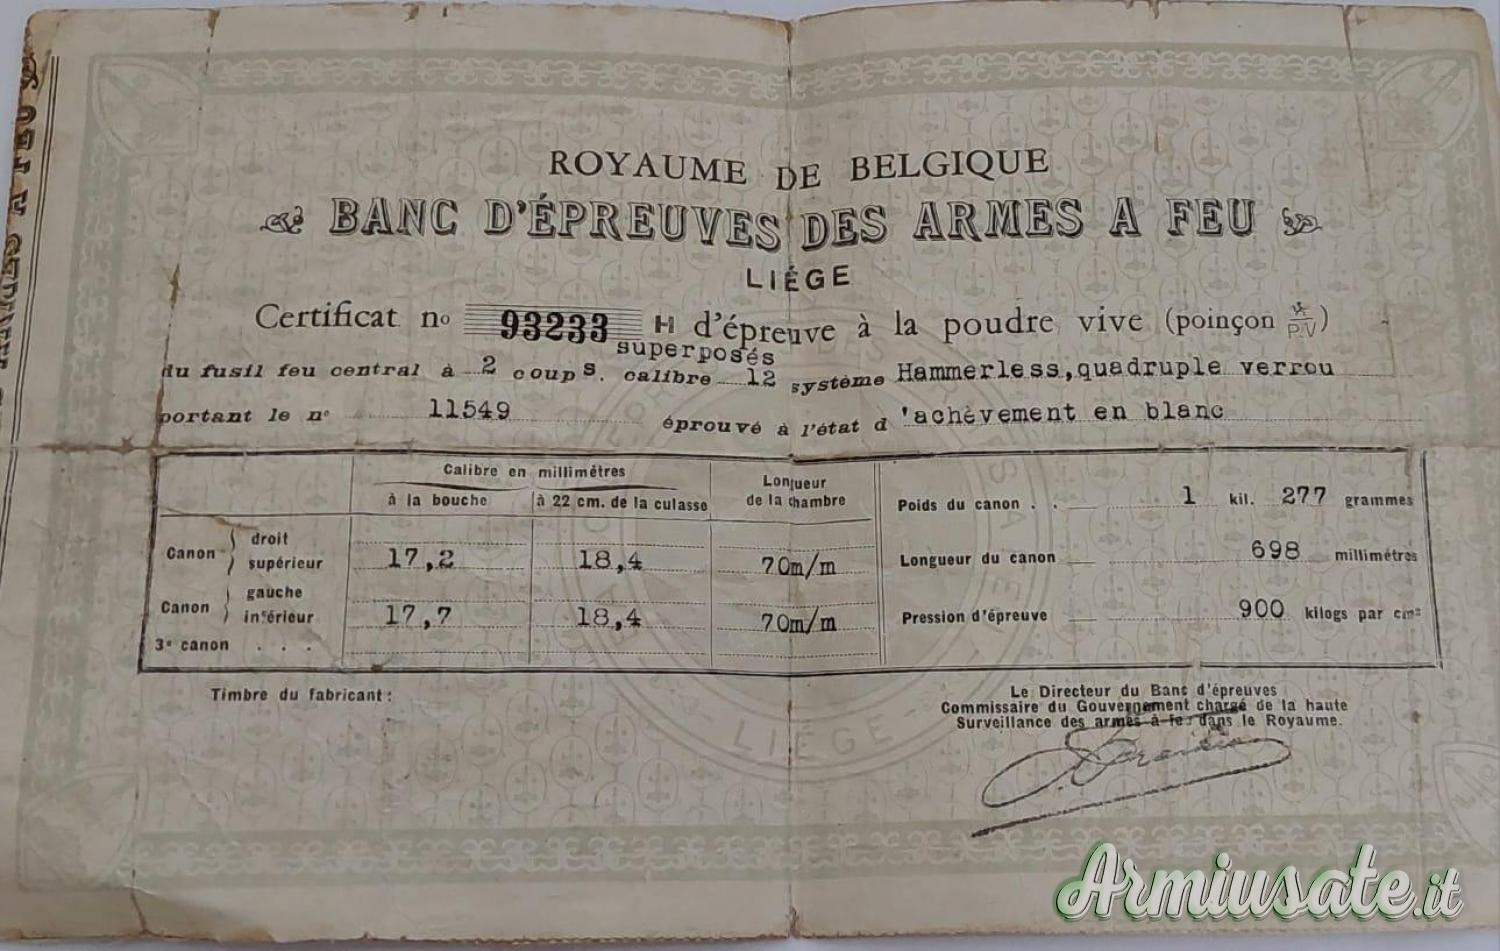 ROYAUME DE BELGIQUE
BANC D'ÉPREUVES DES ARMES A FEU
LIÉGE
Certificat no 93233 H d'épreuve à la poudre vive (poinçon PV)
superposés
du fusil feu central à 2 coups. calibre 12 système Hammerless,quadruple verrou
portant le n° 11549 éprouvé à l'état d'achèvement en blanc
Calibre en millimètres
à la bouche à 22 cm. de la culasse Longueur de la chambre
Canon droit supérieur 17,2 18,4 70m/m
Canon gauche inférieur 17,7 18,4 70m/m
3e canon . . .
Poids du canon . . 1 kil. 277 grammes
Longueur du canon 698 millimètres
Pression d'épreuve 900 kilogs par cm²
Timbre du fabricant :
Le Directeur du Banc d'épreuves
Commissaire du Gouvernement chargé de la haute
Surveillance des armes à feu dans le Royaume.
LIÉGE
A FEU
Armiusate.it